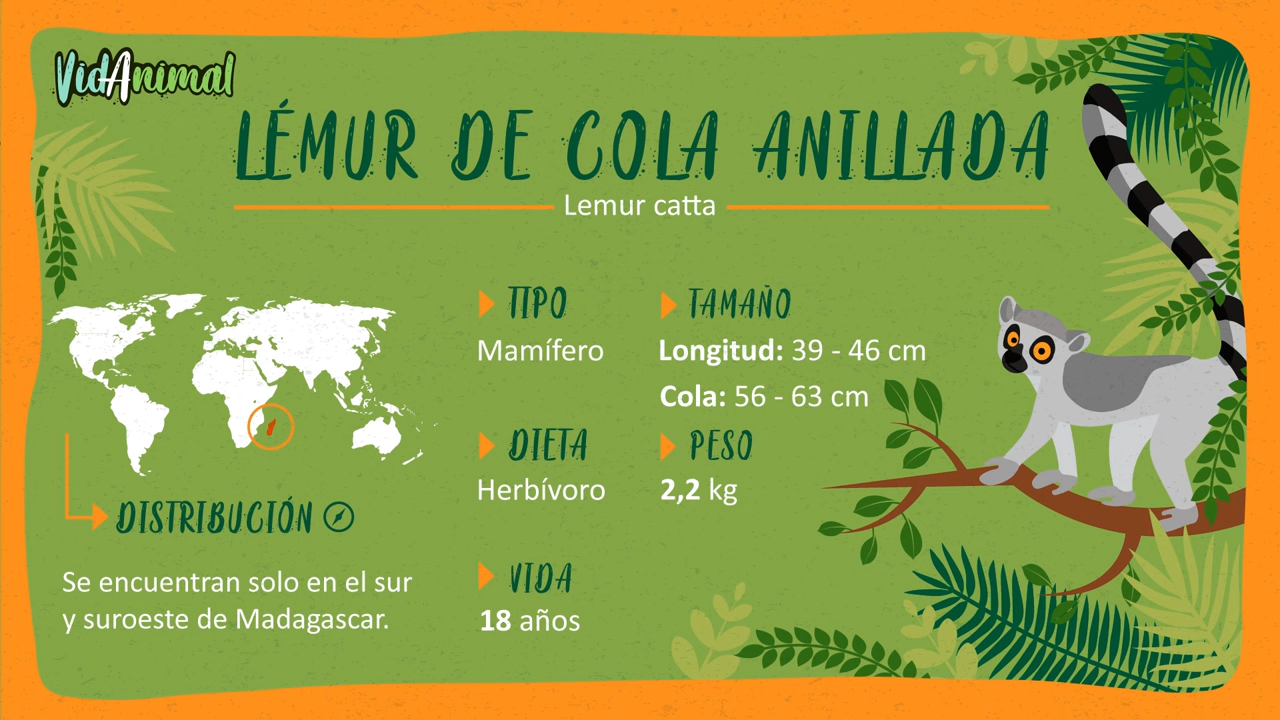 VidAnimal
LÉMUR DE COLA ANILLADA
Lemur catta
TIPO
Mamífero
TAMAÑO
Longitud: 39 - 46 cm
Cola: 56 - 63 cm
DIETA
Herbívoro
PESO
2,2 kg
VIDA
18 años
DISTRIBUCIÓN
Se encuentran solo en el sur
y suroeste de Madagascar.